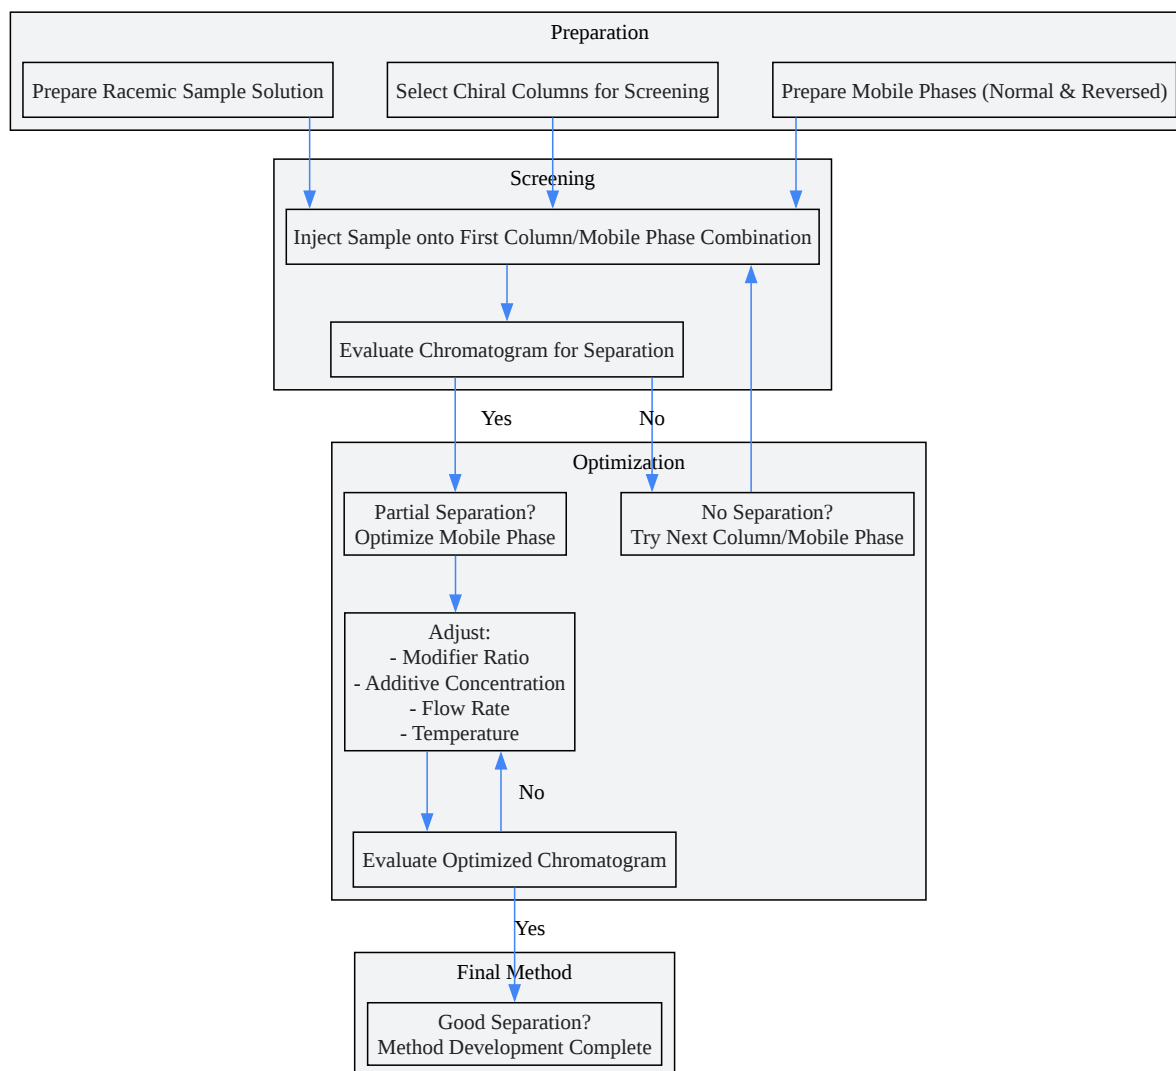 Preparation
Prepare Racemic Sample Solution
Select Chiral Columns for Screening
Prepare Mobile Phases (Normal & Reversed)
Screening
Inject Sample onto First Column/Mobile Phase Combination
Evaluate Chromatogram for Separation
Yes
No
Optimization
Partial Separation?
Optimize Mobile Phase
No Separation?
Try Next Column/Mobile Phase
Adjust:
- Modifier Ratio
- Additive Concentration
- Flow Rate
- Temperature
No
Evaluate Optimized Chromatogram
Yes
Final Method
Good Separation?
Method Development Complete